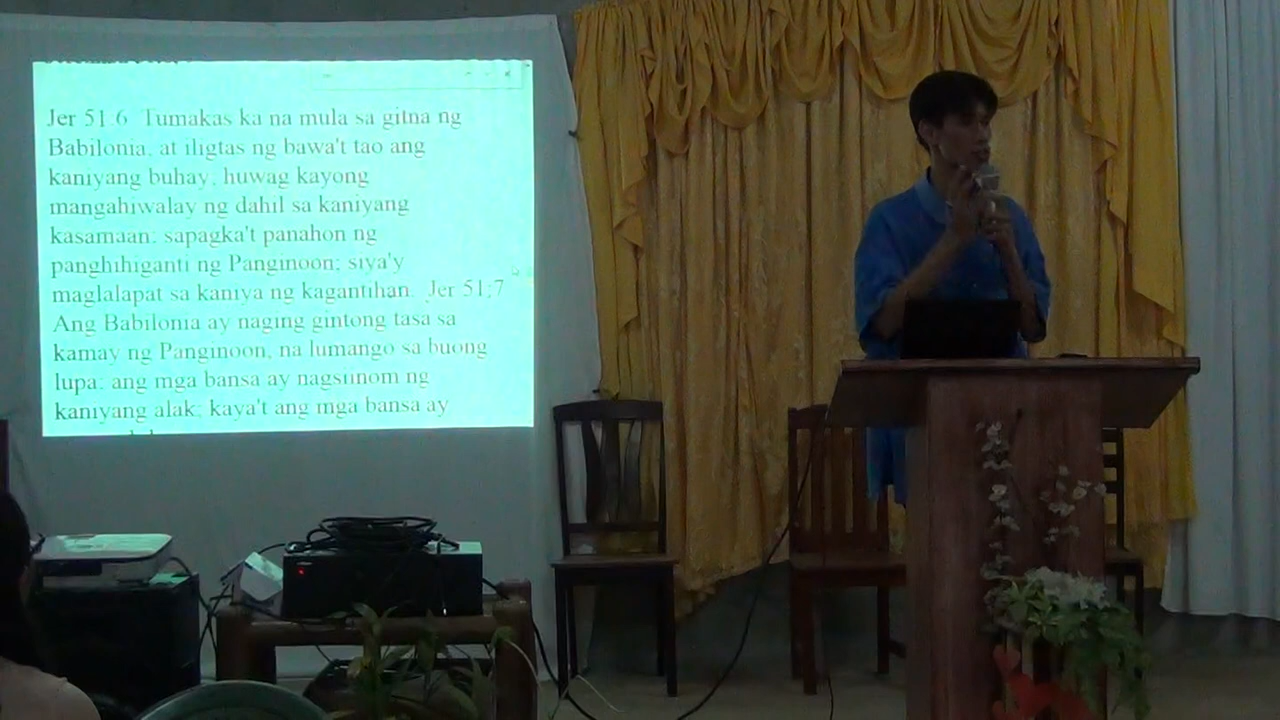 Jer 51:6 Tumakas ka na mula sa gitna ng
Babilonia, at iligtas ng bawa't tao ang
kaniyang buhay; huwag kayong
mangahiwalay ng dahil sa kaniyang
kasamaan: sapagka't panahon ng
panghihiganti ng Panginoon; siya'y
maglalapat sa kaniya ng kagantihan. Jer 51:7
Ang Babilonia ay naging gintong tasa sa
kamay ng Panginoon, na lumango sa buong
lupa: ang mga bansa ay nagsiinom ng
kaniyang alak; kaya't ang mga bansa ay